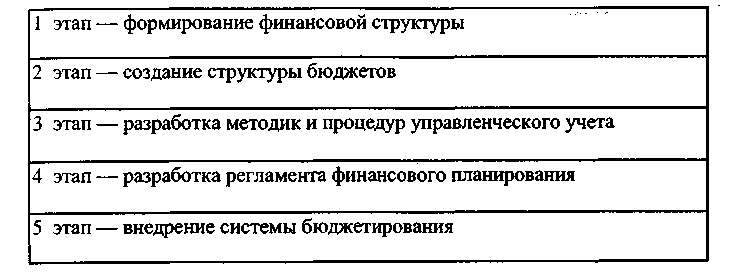 1 этап — формирование финансовой структуры
2 этап — создание структуры бюджетов
3 этап — разработка методик и процедур управленческого учета
4 этап — разработка регламента финансового планирования
5 этап — внедрение системы бюджетирования